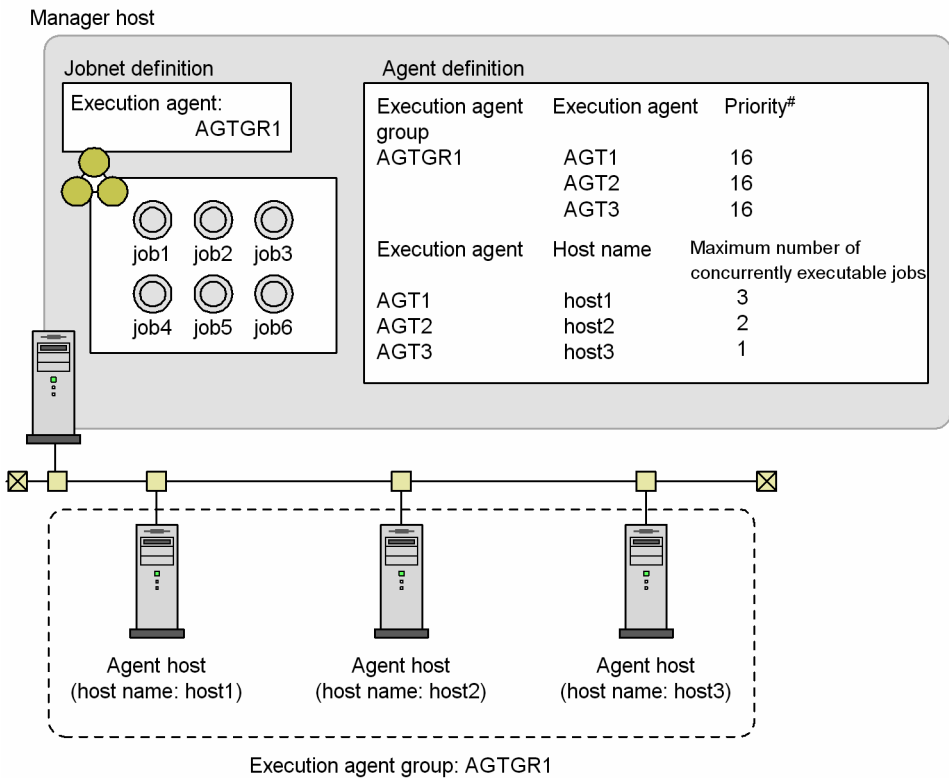 Manager host
Jobnet definition
Execution agent:
AGTGR1
job1 job2 job3
job4 job5 job6
Agent definition
Execution agent group Execution agent Priority#
AGTGR1 AGT1 16
AGT2 16
AGT3 16
Execution agent Host name Maximum number of concurrently executable jobs
AGT1 host1 3
AGT2 host2 2
AGT3 host3 1
Agent host (host name: host1)
Agent host (host name: host2)
Agent host (host name: host3)
Execution agent group: AGTGR1